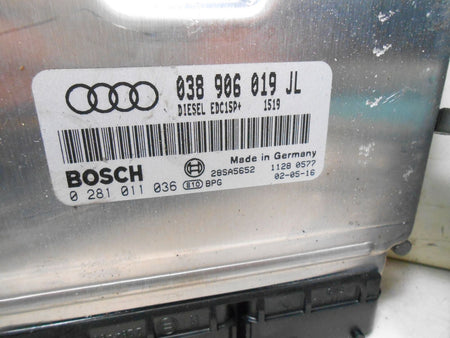 038 906 019 JL
DIESEL EDC15P+ 1519
Made in Germany
BOSCH 28SA5652 1128 0577
0 281 011 036 E10 BPG 02-05-16